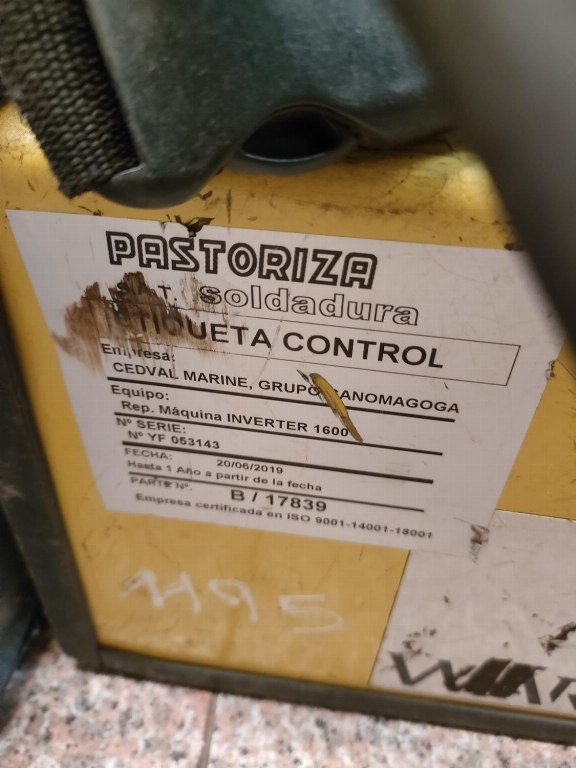 PASTORIZA
S.A.T. soldadura
ETIQUETA CONTROL
Empresa:
CEDVAL MARINE, GRUPO CANOMAGOGA
Equipo:
Rep. Máquina INVERTER 1600
Nº SERIE:
Nº YF 053143
FECHA: 20/06/2019
Hasta 1 Año a partir de la fecha
PARTE Nº. B / 17839
Empresa certificada en ISO 9001-14001-18001
1195